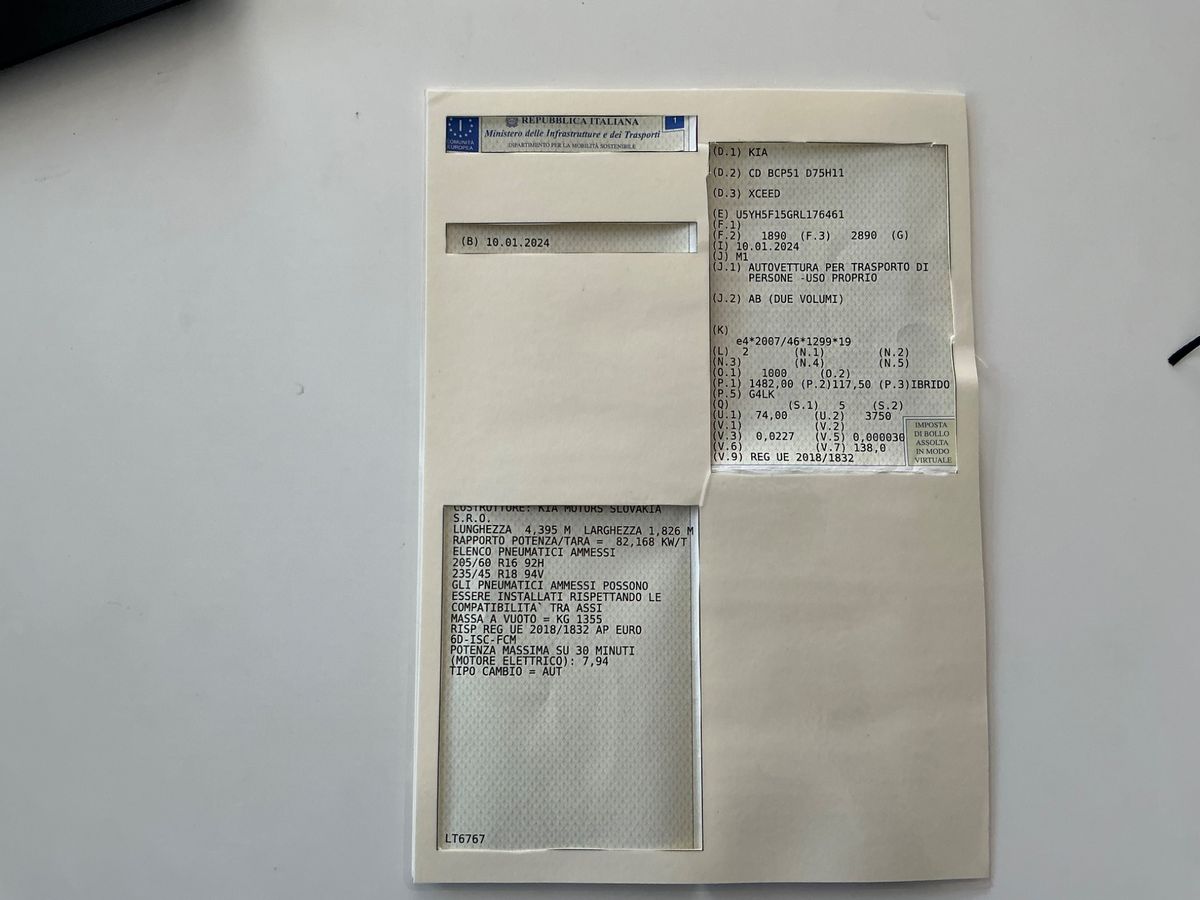 REPUBBLICA ITALIANA
Ministero delle Infrastrutture e dei Trasporti
DIPARTIMENTO PER LA MOBILITÀ SOSTENIBILE
I
COMUNITÀ
EUROPEA
1
(B) 10.01.2024
(D.1) KIA
(D.2) CD BCP51 D75H11
(D.3) XCEED
(E) U5YH5F15GRL176461
(F.1)
(F.2) 1890 (F.3) 2890 (G)
(I) 10.01.2024
(J) M1
(J.1) AUTOVETTURA PER TRASPORTO DI
PERSONE -USO PROPRIO
(J.2) AB (DUE VOLUMI)
(K)
e4*2007/46*1299*19
(L) 2 (N.1) (N.2)
(N.3) (N.4) (N.5)
(O.1) 1000 (O.2)
(P.1) 1482,00 (P.2)117,50 (P.3)IBRIDO
(P.5) G4LK
(Q) (S.1) 5 (S.2)
(U.1) 74,00 (U.2) 3750
(V.1) (V.2)
(V.3) 0,0227 (V.5) 0,000030
(V.6) (V.7) 138,0
(V.9) REG UE 2018/1832
IMPOSTA
DI BOLLO
ASSOLTA
IN MODO
VIRTUALE
COSTRUTTORE: KIA MOTORS SLOVAKIA
S.R.O.
LUNGHEZZA 4,395 M LARGHEZZA 1,826 M
RAPPORTO POTENZA/TARA = 82,168 KW/T
ELENCO PNEUMATICI AMMESSI
205/60 R16 92H
235/45 R18 94V
GLI PNEUMATICI AMMESSI POSSONO
ESSERE INSTALLATI RISPETTANDO LE
COMPATIBILITA` TRA ASSI
MASSA A VUOTO = KG 1355
RISP REG UE 2018/1832 AP EURO
6D-ISC-FCM
POTENZA MASSIMA SU 30 MINUTI
(MOTORE ELETTRICO): 7,94
TIPO CAMBIO = AUT
LT6767